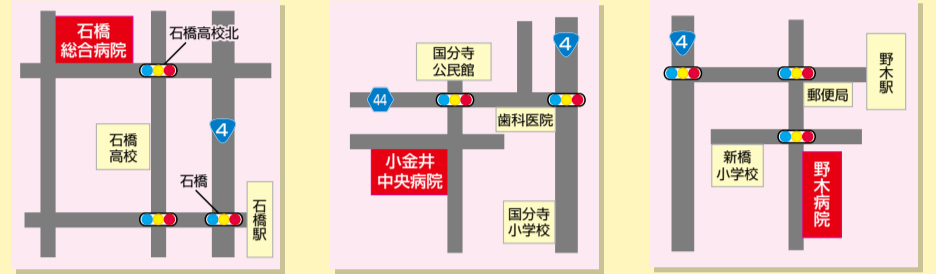 石橋
総合病院
石橋高校北
4
石橋
高校
石橋
石橋駅
国分寺
公民館
4
44
歯科医院
小金井
中央病院
国分寺
小学校
4
野木駅
郵便局
新橋
小学校
野木病院